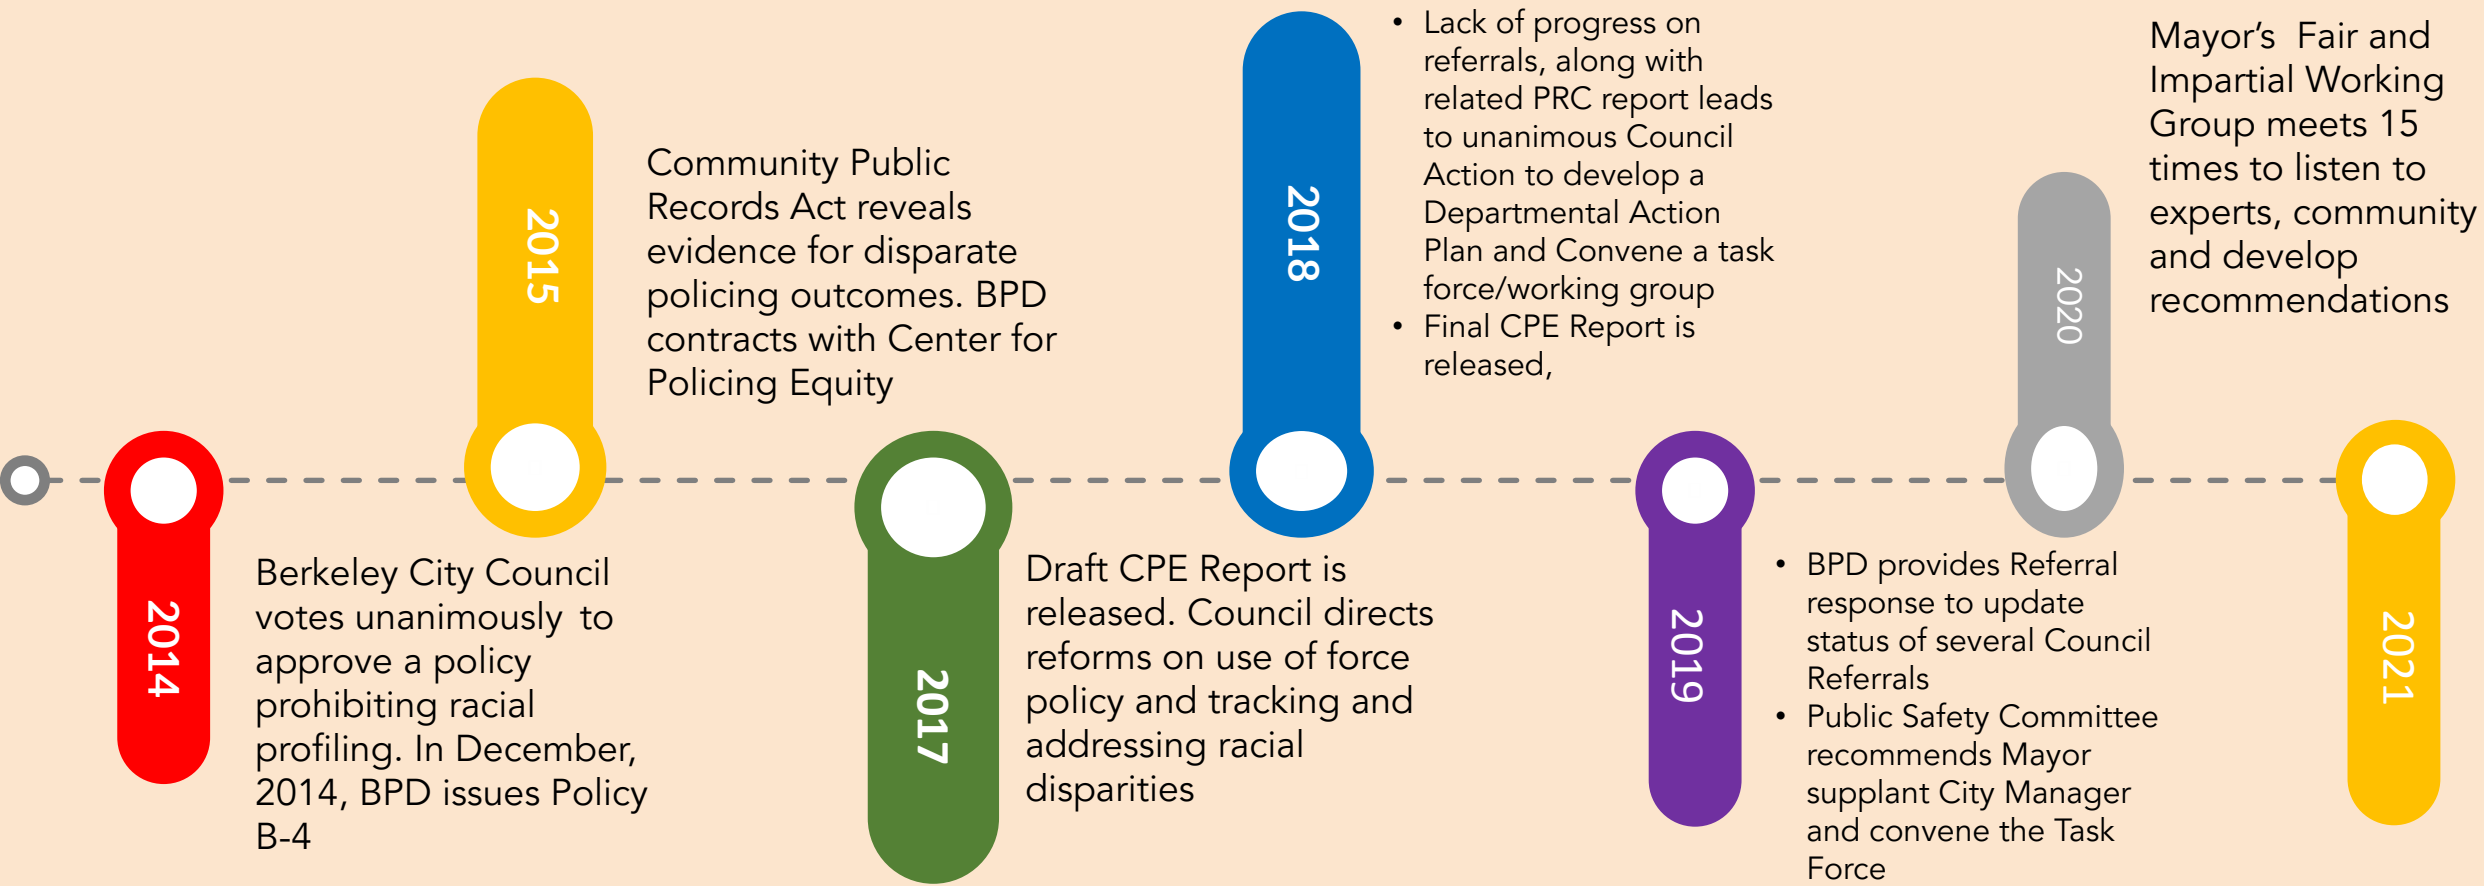 2014
Berkeley City Council
votes unanimously to
approve a policy
prohibiting racial
profiling. In December,
2014, BPD issues Policy
B-4
2015
Community Public
Records Act reveals
evidence for disparate
policing outcomes. BPD
contracts with Center for
Policing Equity
2017
Draft CPE Report is
released. Council directs
reforms on use of force
policy and tracking and
addressing racial
disparities
2018
• Lack of progress on
referrals, along with
related PRC report leads
to unanimous Council
Action to develop a
Departmental Action
Plan and Convene a task
force/working group
• Final CPE Report is
released,
2019
• BPD provides Referral
response to update
status of several Council
Referrals
• Public Safety Committee
recommends Mayor
supplant City Manager
and convene the Task
Force
2020
Mayor’s Fair and
Impartial Working
Group meets 15
times to listen to
experts, community
and develop
recommendations
2021